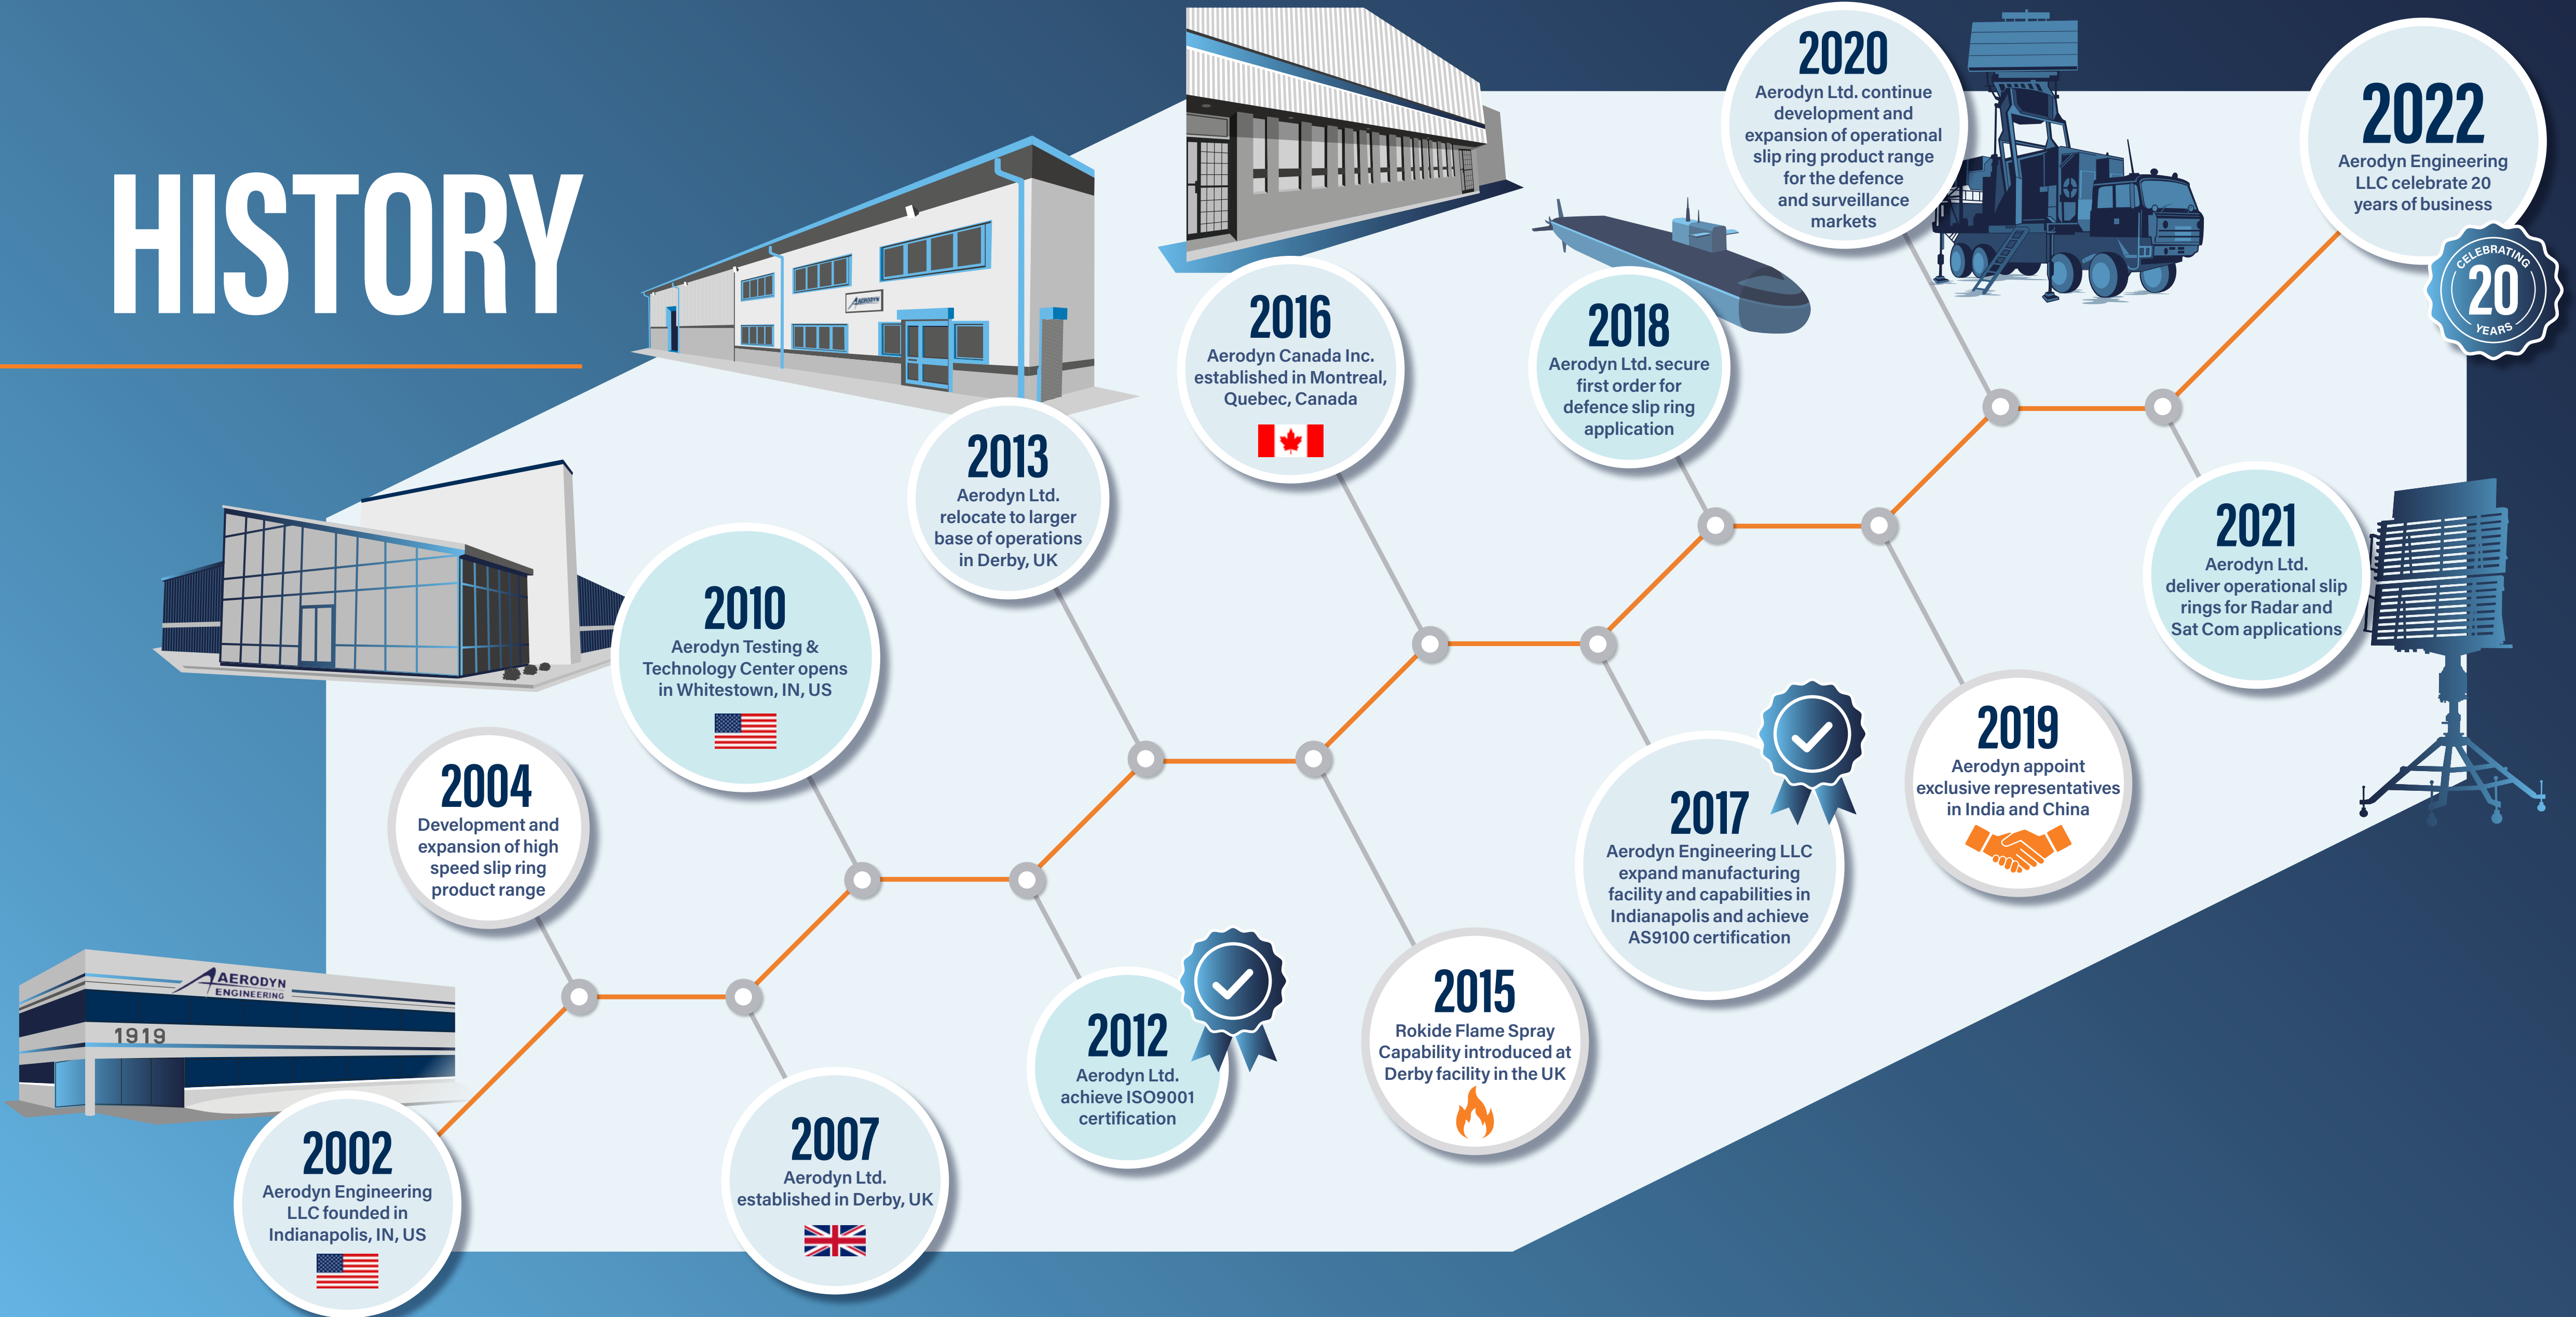 HISTORY
AERODYN
ENGINEERING
1919
2002
Aerodyn Engineering
LLC founded in
Indianapolis, IN, US
2004
Development and
expansion of high
speed slip ring
product range
2007
Aerodyn Ltd.
established in Derby, UK
2010
Aerodyn Testing &
Technology Center opens
in Whitestown, IN, US
2012
Aerodyn Ltd.
achieve ISO9001
certification
AERODYN
2013
Aerodyn Ltd.
relocate to larger
base of operations
in Derby, UK
2015
Rokide Flame Spray
Capability introduced at
Derby facility in the UK
2016
Aerodyn Canada Inc.
established in Montreal,
Quebec, Canada
2017
Aerodyn Engineering LLC
expand manufacturing
facility and capabilities in
Indianapolis and achieve
AS9100 certification
2018
Aerodyn Ltd. secure
first order for
defence slip ring
application
2019
Aerodyn appoint
exclusive representatives
in India and China
2020
Aerodyn Ltd. continue
development and
expansion of operational
slip ring product range
for the defence
and surveillance
markets
2021
Aerodyn Ltd.
deliver operational slip
rings for Radar and
Sat Com applications
2022
Aerodyn Engineering
LLC celebrate 20
years of business
CELEBRATING
20
YEARS